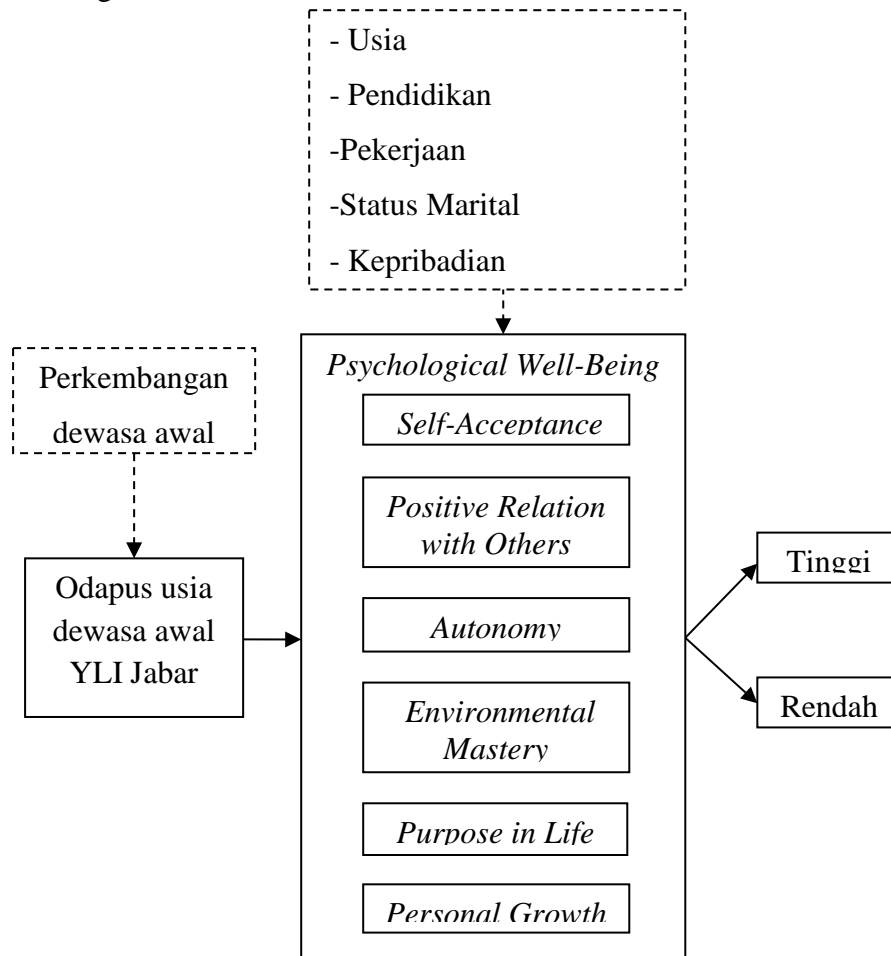 - Usia
- Pendidikan
-Pekerjaan
-Status Marital
- Kepribadian
Psychological Well-Being
Perkembangan
dewasa awal
Self-Acceptance
Positive Relation
with Others
Odapus usia
dewasa awal
YLI Jabar
Autonomy
Environmental
Mastery
Purpose in Life
Personal Growth
Tinggi
Rendah